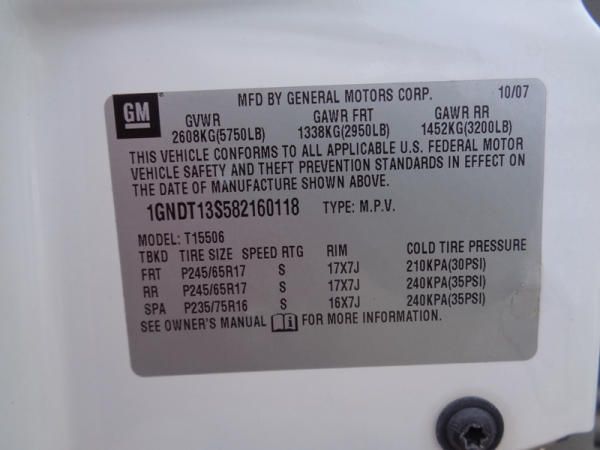 GM
MFD BY GENERAL MOTORS CORP. 10/07
GVWR GAWR FRT GAWR RR
2608KG(5750LB) 1338KG(2950LB) 1452KG(3200LB)
THIS VEHICLE CONFORMS TO ALL APPLICABLE U.S. FEDERAL MOTOR
VEHICLE SAFETY AND THEFT PREVENTION STANDARDS IN EFFECT ON
THE DATE OF MANUFACTURE SHOWN ABOVE.
1GNDT13S582160118 TYPE: M.P.V.
MODEL: T15506
TBKD TIRE SIZE SPEED RTG RIM COLD TIRE PRESSURE
FRT P245/65R17 S 17X7J 210KPA(30PSI)
RR P245/65R17 S 17X7J 240KPA(35PSI)
SPA P235/75R16 S 16X7J 240KPA(35PSI)
SEE OWNER'S MANUAL FOR MORE INFORMATION.